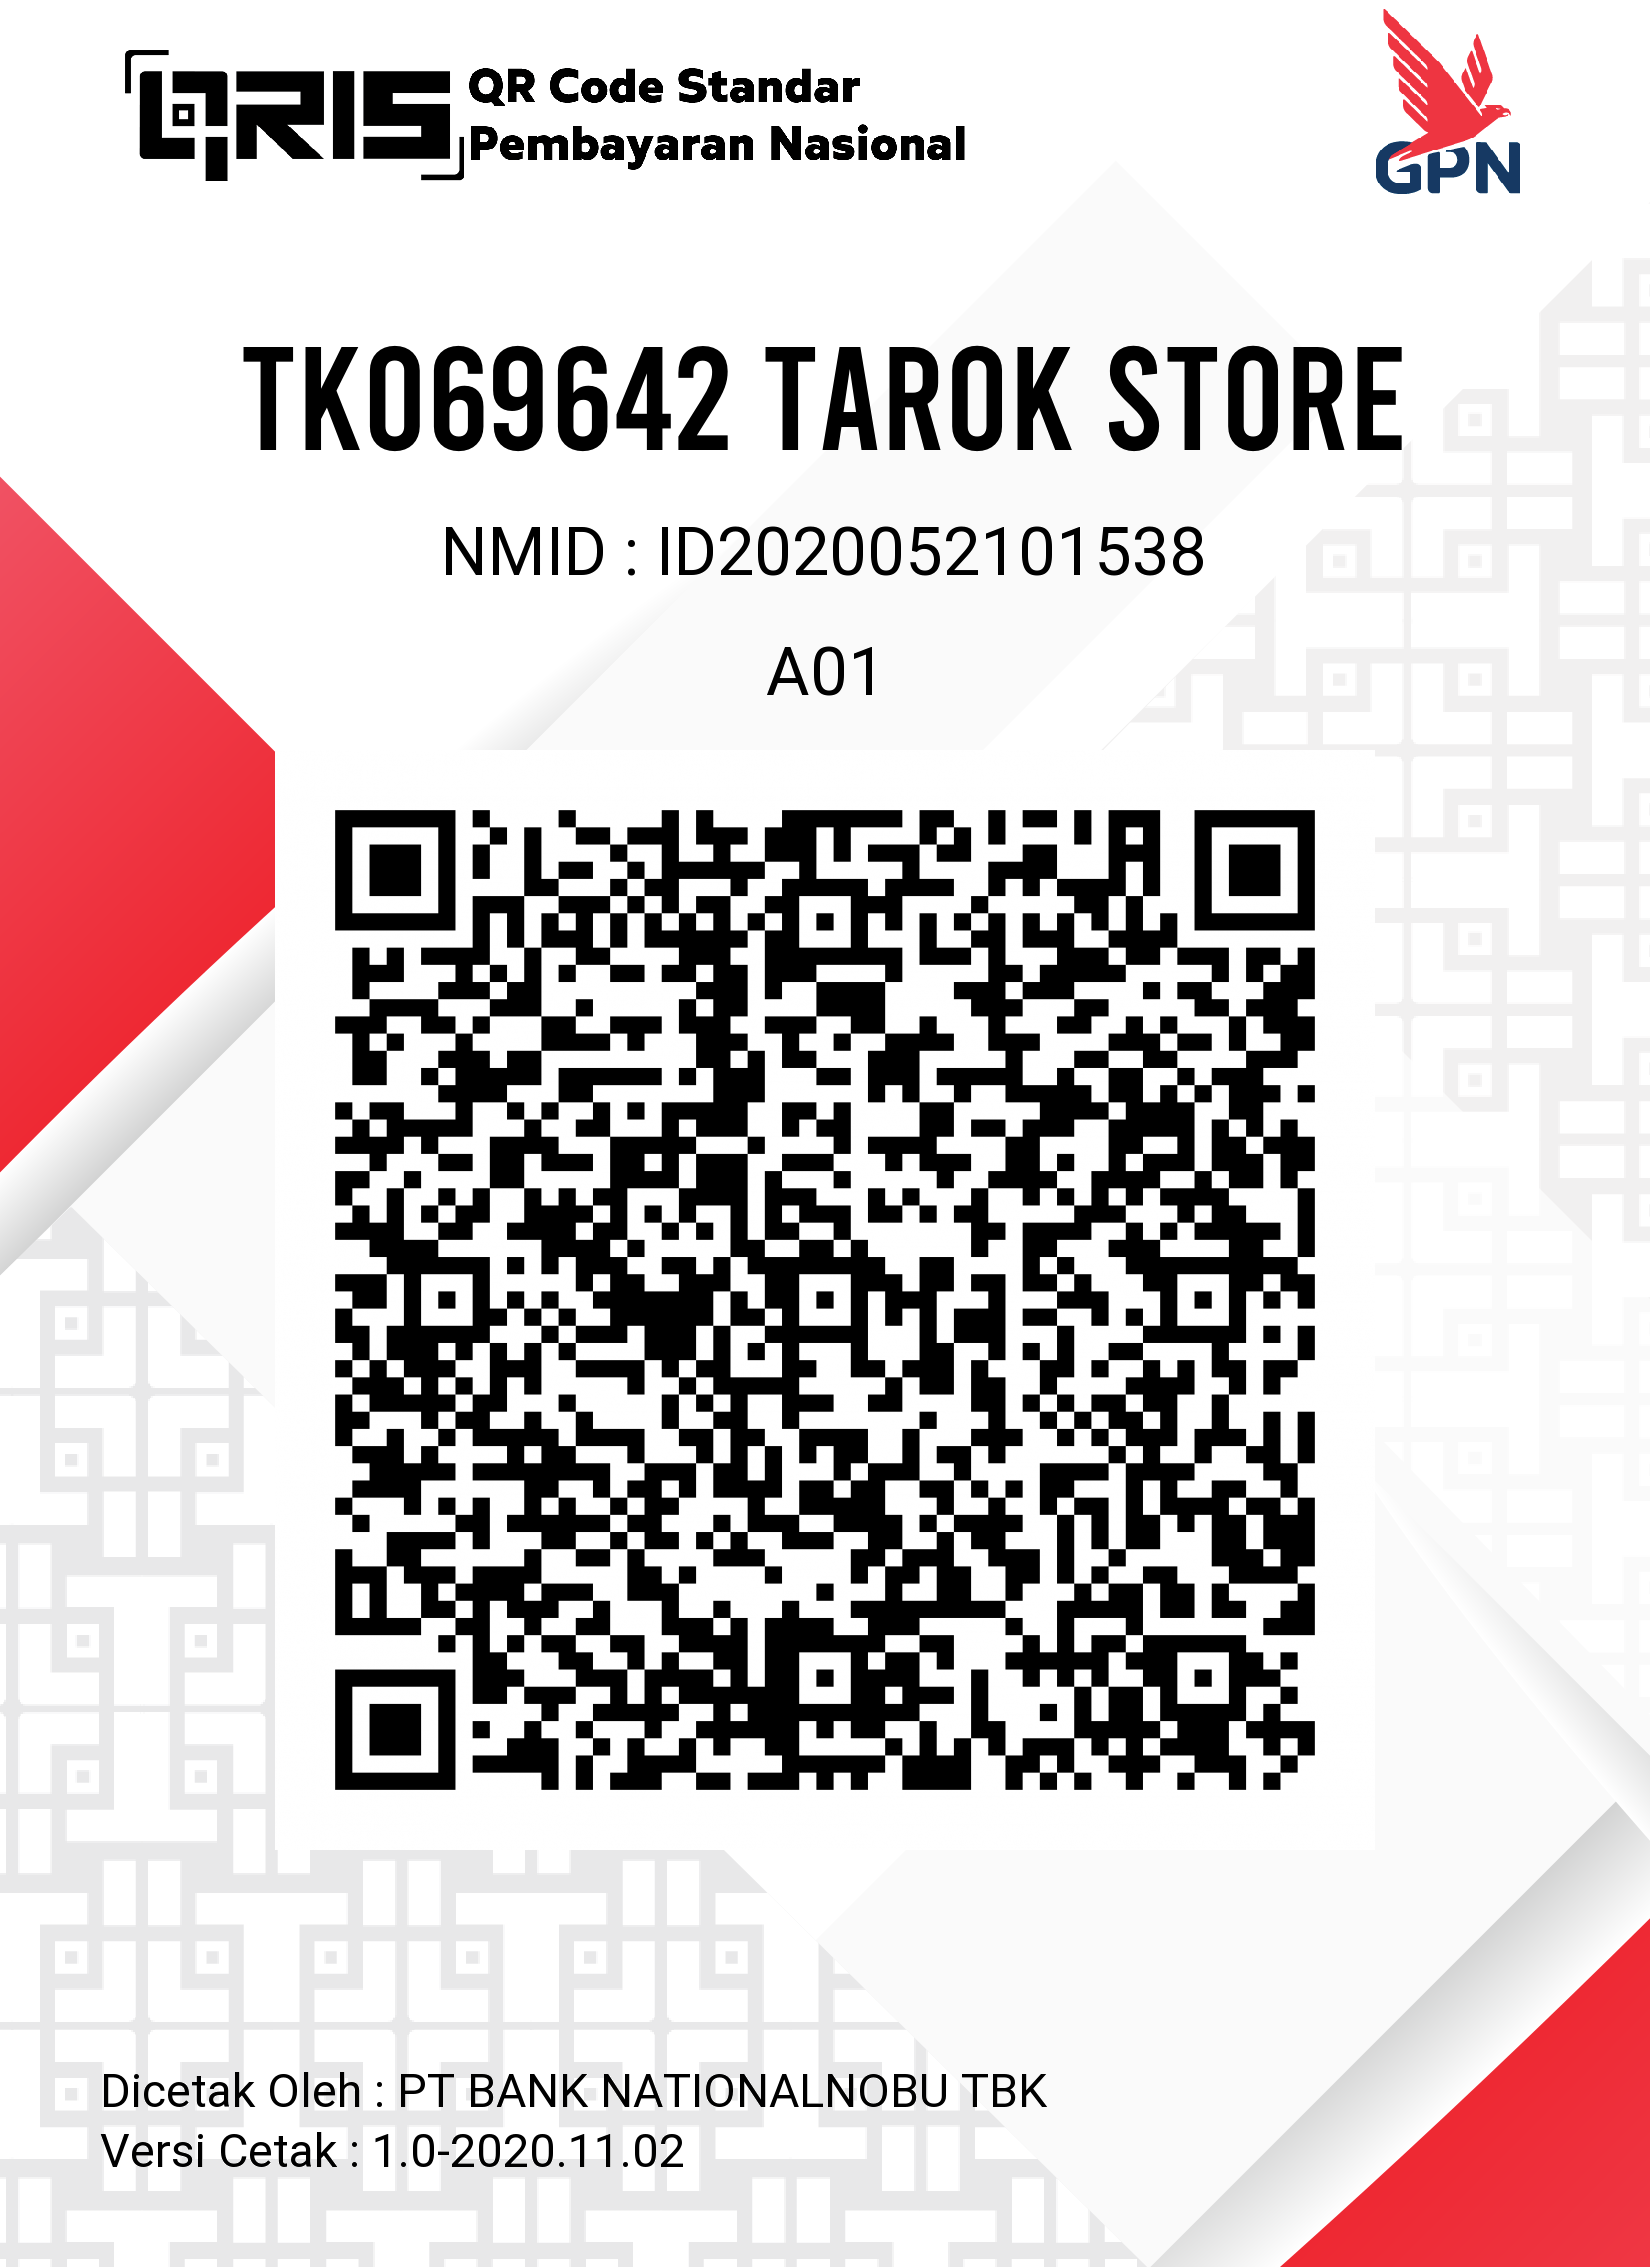 QRIS QR Code Standar
Pembayaran Nasional
GPN
TK069642 TAROK STORE
NMID : ID2020052101538
A01
Dicetak Oleh : PT BANK NATIONALNOBU TBK
Versi Cetak : 1.0-2020.11.02